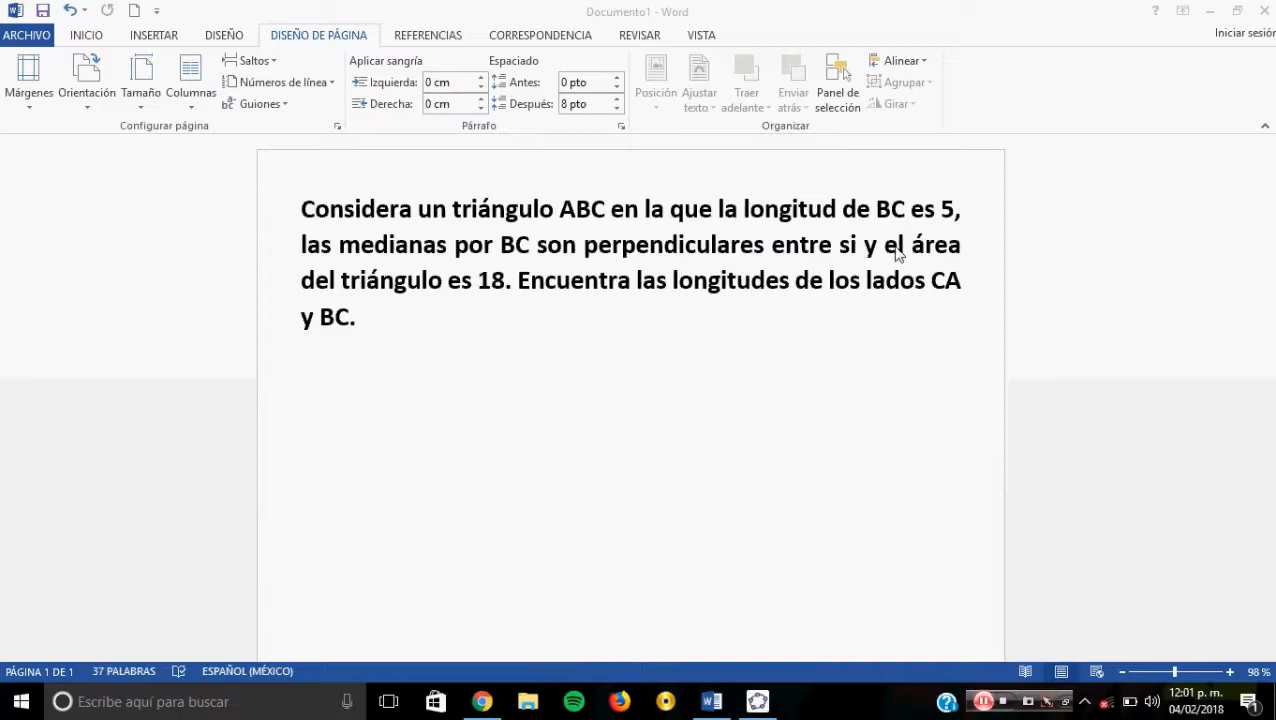 Documento1 - Word
ARCHIVO INICIO INSERTAR DISEÑO DISEÑO DE PÁGINA REFERENCIAS CORRESPONDENCIA REVISAR VISTA Iniciar sesión
Saltos Aplicar sangría Espaciado Alinear
Números de línea Izquierda: 0 cm Antes: 0 pto Agrupar
Márgenes Orientación Tamaño Columnas Guiones Derecha: 0 cm Después: 8 pto Posición Ajustar texto Traer adelante Enviar atrás Panel de selección Girar
Configurar página Párrafo Organizar
Considera un triángulo ABC en la que la longitud de BC es 5,
las medianas por BC son perpendiculares entre si y el área
del triángulo es 18. Encuentra las longitudes de los lados CA
y BC.
PÁGINA 1 DE 1 37 PALABRAS ESPAÑOL (MÉXICO) 98 %
Escribe aquí para buscar
12:01 p. m.
04/02/2018